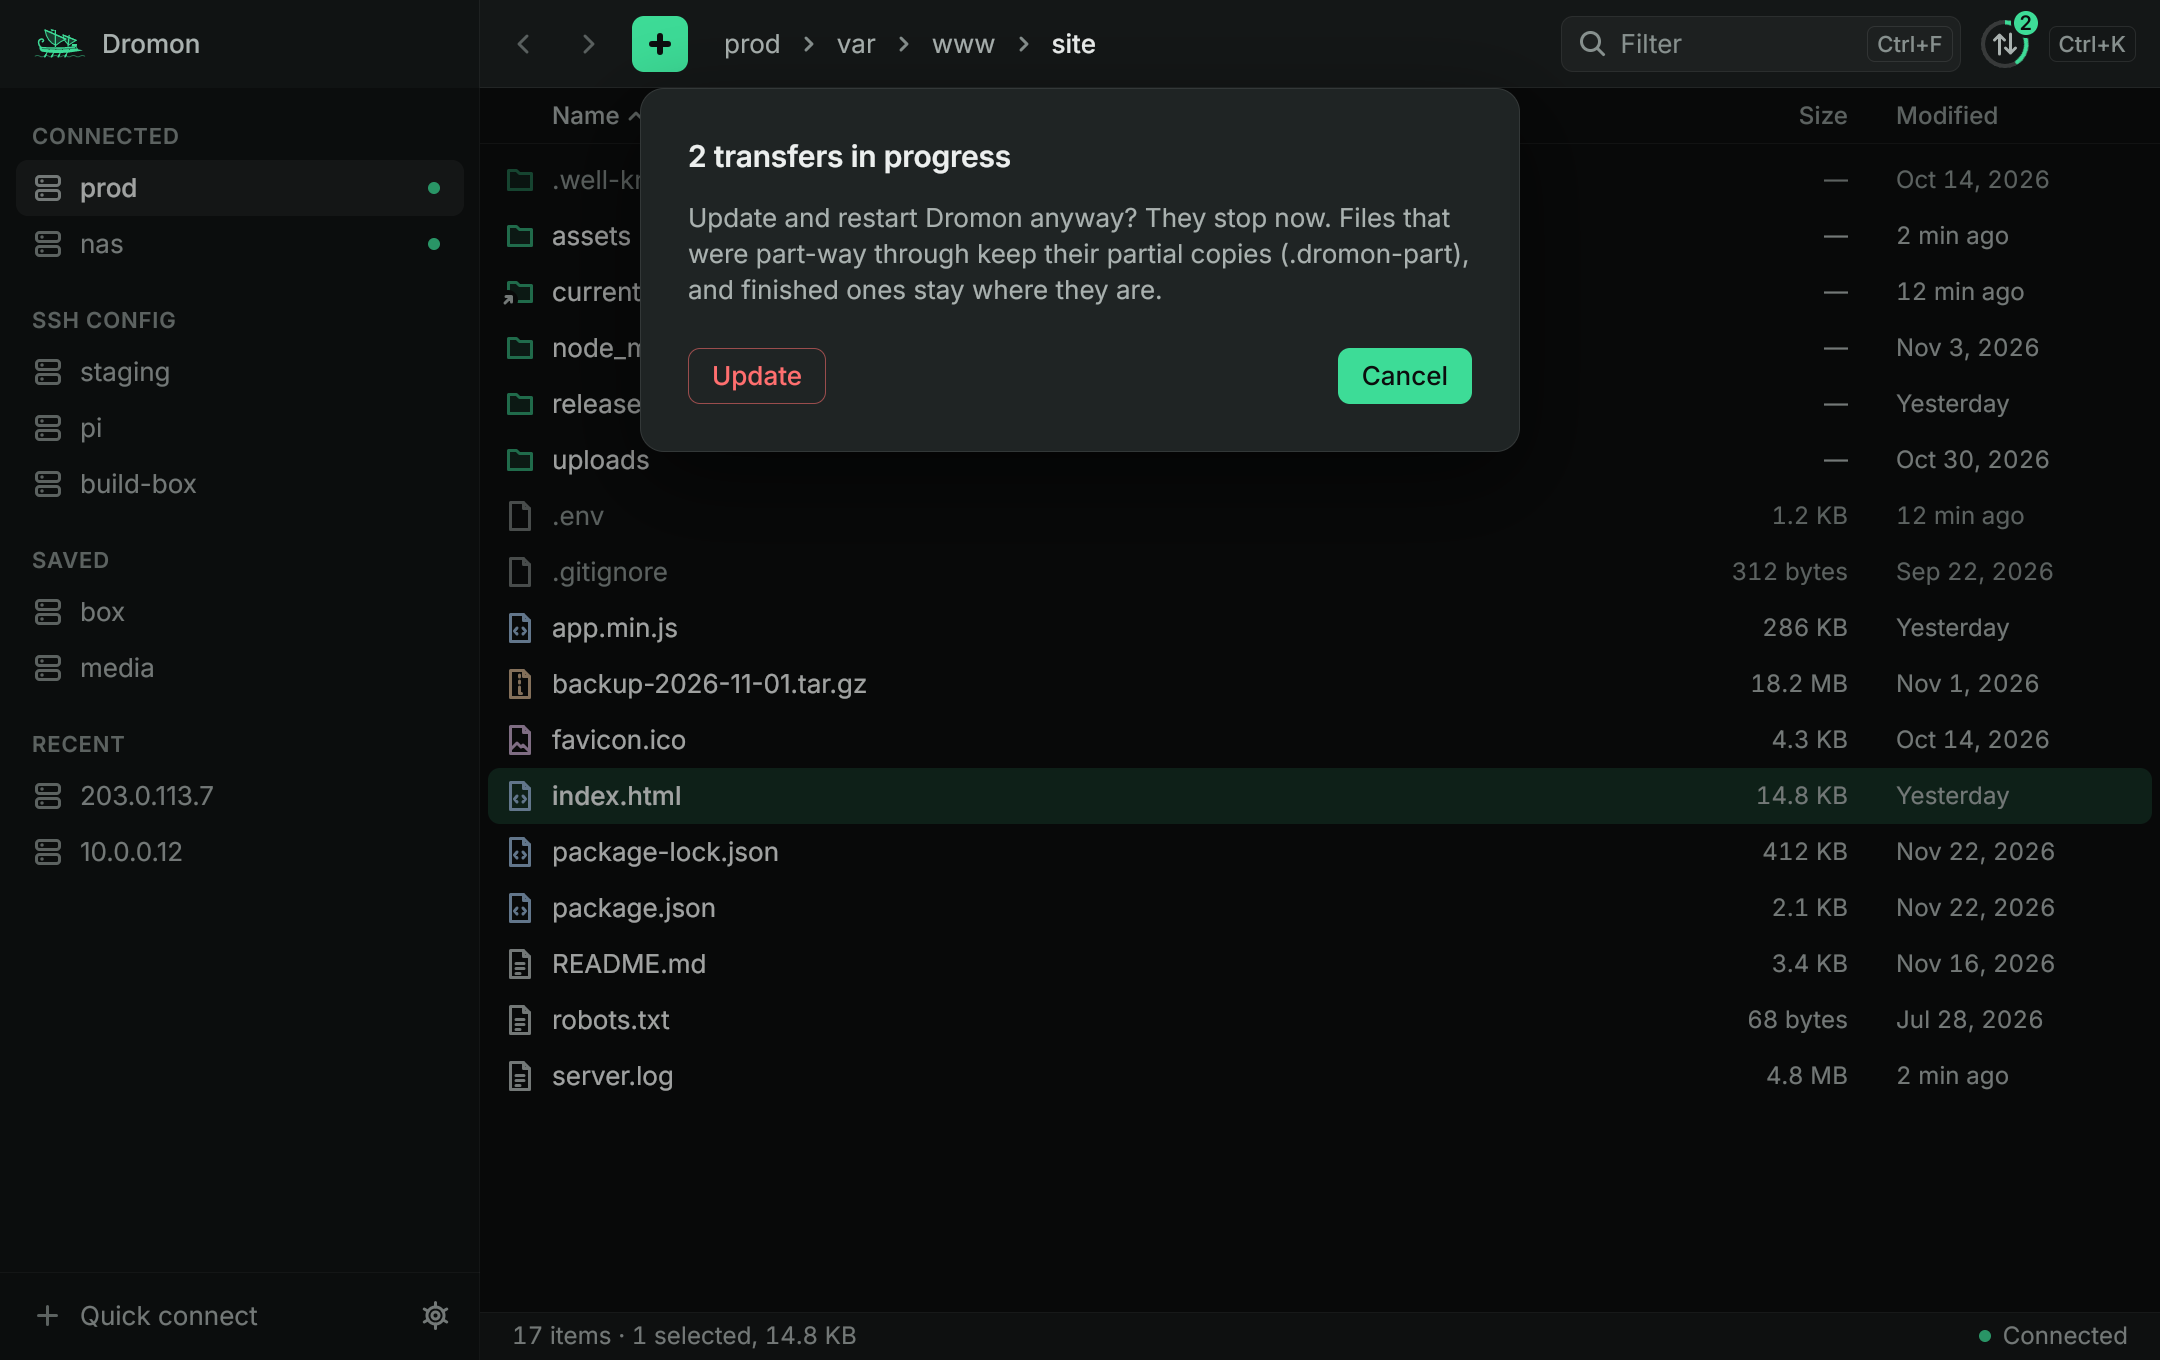 Dromon
prod > var > www > site
Filter
Ctrl+F
2
Ctrl+K
CONNECTED
prod
nas
SSH CONFIG
staging
pi
build-box
SAVED
box
media
RECENT
203.0.113.7
10.0.0.12
Quick connect
Name Size Modified
.well-kn — Oct 14, 2026
assets — 2 min ago
current — 12 min ago
node_m — Nov 3, 2026
release — Yesterday
uploads — Oct 30, 2026
.env 1.2 KB 12 min ago
.gitignore 312 bytes Sep 22, 2026
app.min.js 286 KB Yesterday
backup-2026-11-01.tar.gz 18.2 MB Nov 1, 2026
favicon.ico 4.3 KB Oct 14, 2026
index.html 14.8 KB Yesterday
package-lock.json 412 KB Nov 22, 2026
package.json 2.1 KB Nov 22, 2026
README.md 3.4 KB Nov 16, 2026
robots.txt 68 bytes Jul 28, 2026
server.log 4.8 MB 2 min ago
2 transfers in progress
Update and restart Dromon anyway? They stop now. Files that
were part-way through keep their partial copies (.dromon-part),
and finished ones stay where they are.
Update
Cancel
17 items · 1 selected, 14.8 KB
Connected